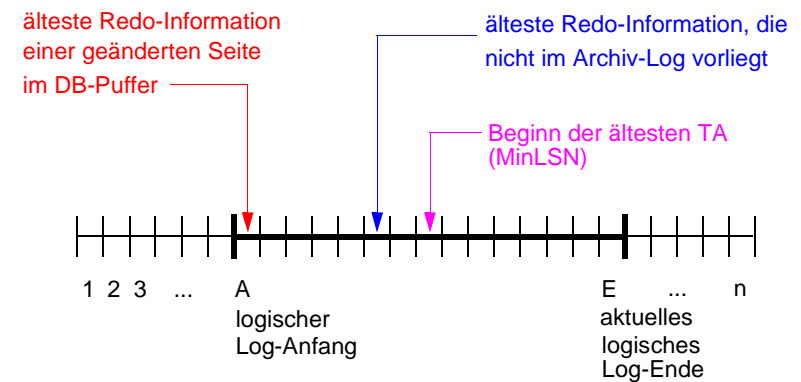 älteste Redo-Information
einer geänderten Seite
im DB-Puffer
älteste Redo-Information, die
nicht im Archiv-Log vorliegt
Beginn der ältesten TA
(MinLSN)
1 2 3 ... A E ... n
logischer
Log-Anfang
aktuelles
logisches
Log-Ende